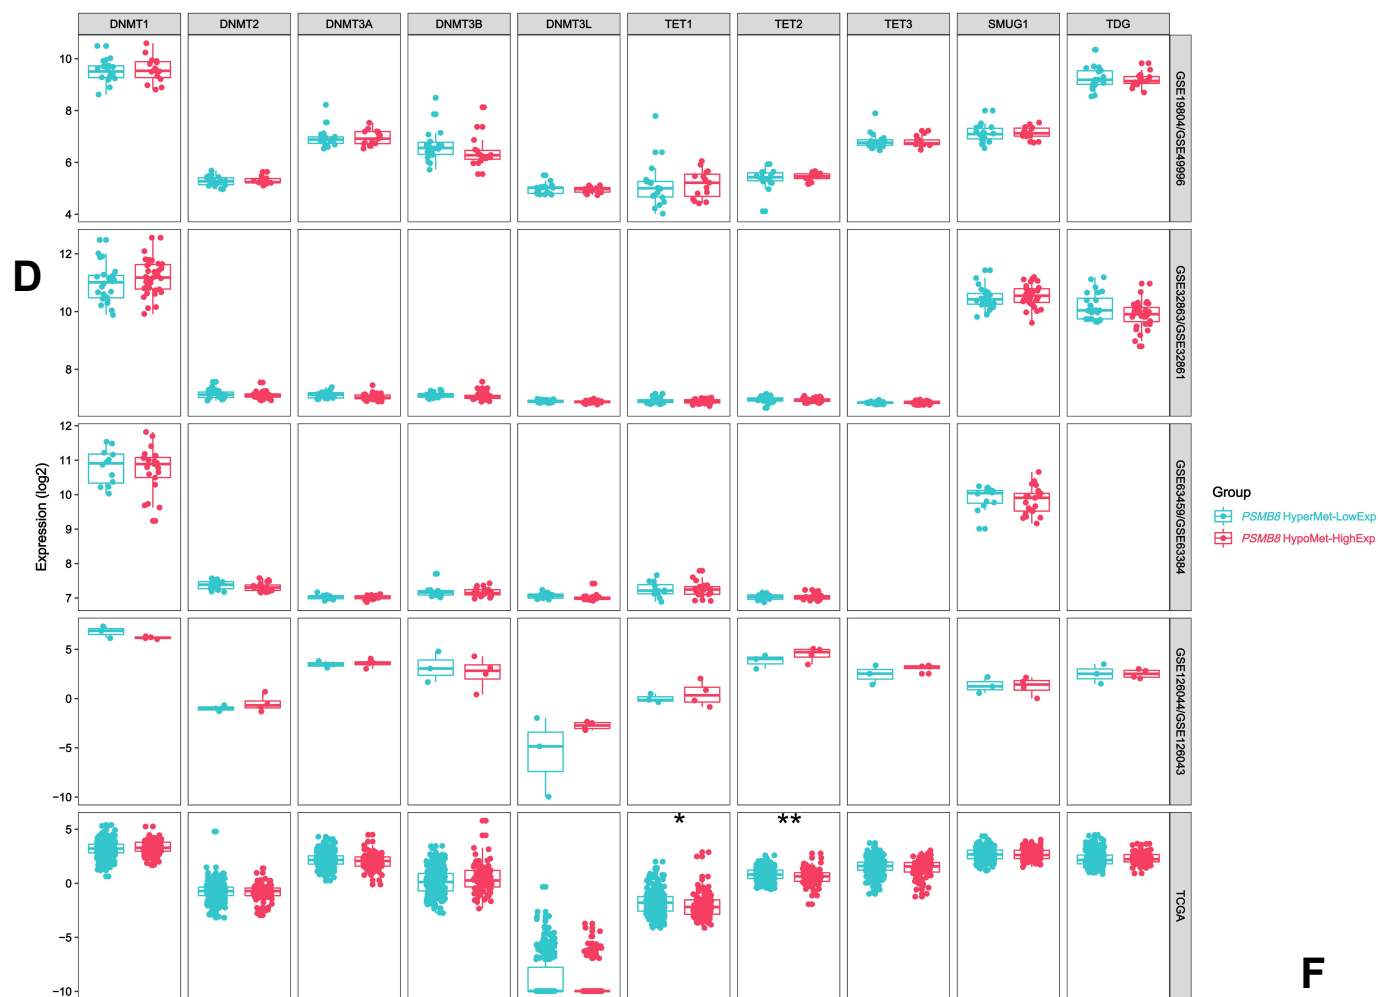 DNMT1 DNMT2 DNMT3A DNMT3B DNMT3L TET1 TET2 TET3 SMUG1 TDG
10
8
6
4
GSE19804/GSE49996
D
12
10
8
GSE32863/GSE32861
Expression (log2)
12
11
10
9
8
7
GSE63459/GSE63384
Group
PSMB8 HyperMet-LowExp
PSMB8 HypoMet-HighExp
5
0
−5
−10
GSE126044/GSE126043
* **
5
0
−5
−10
TCGA
F